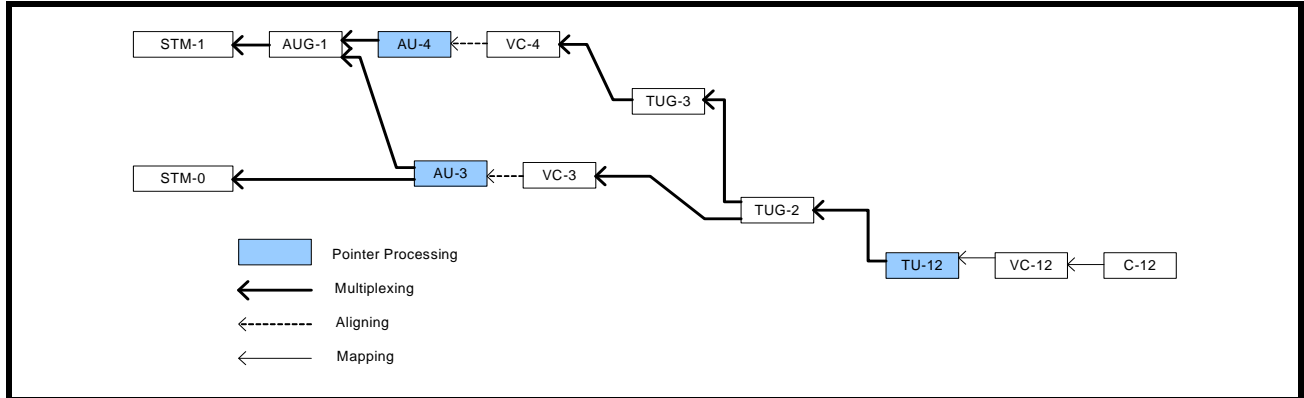 STM-1
AUG-1
AU-4
VC-4
TUG-3
STM-0
AU-3
VC-3
TUG-2
TU-12
VC-12
C-12
Pointer Processing
Multiplexing
Aligning
Mapping